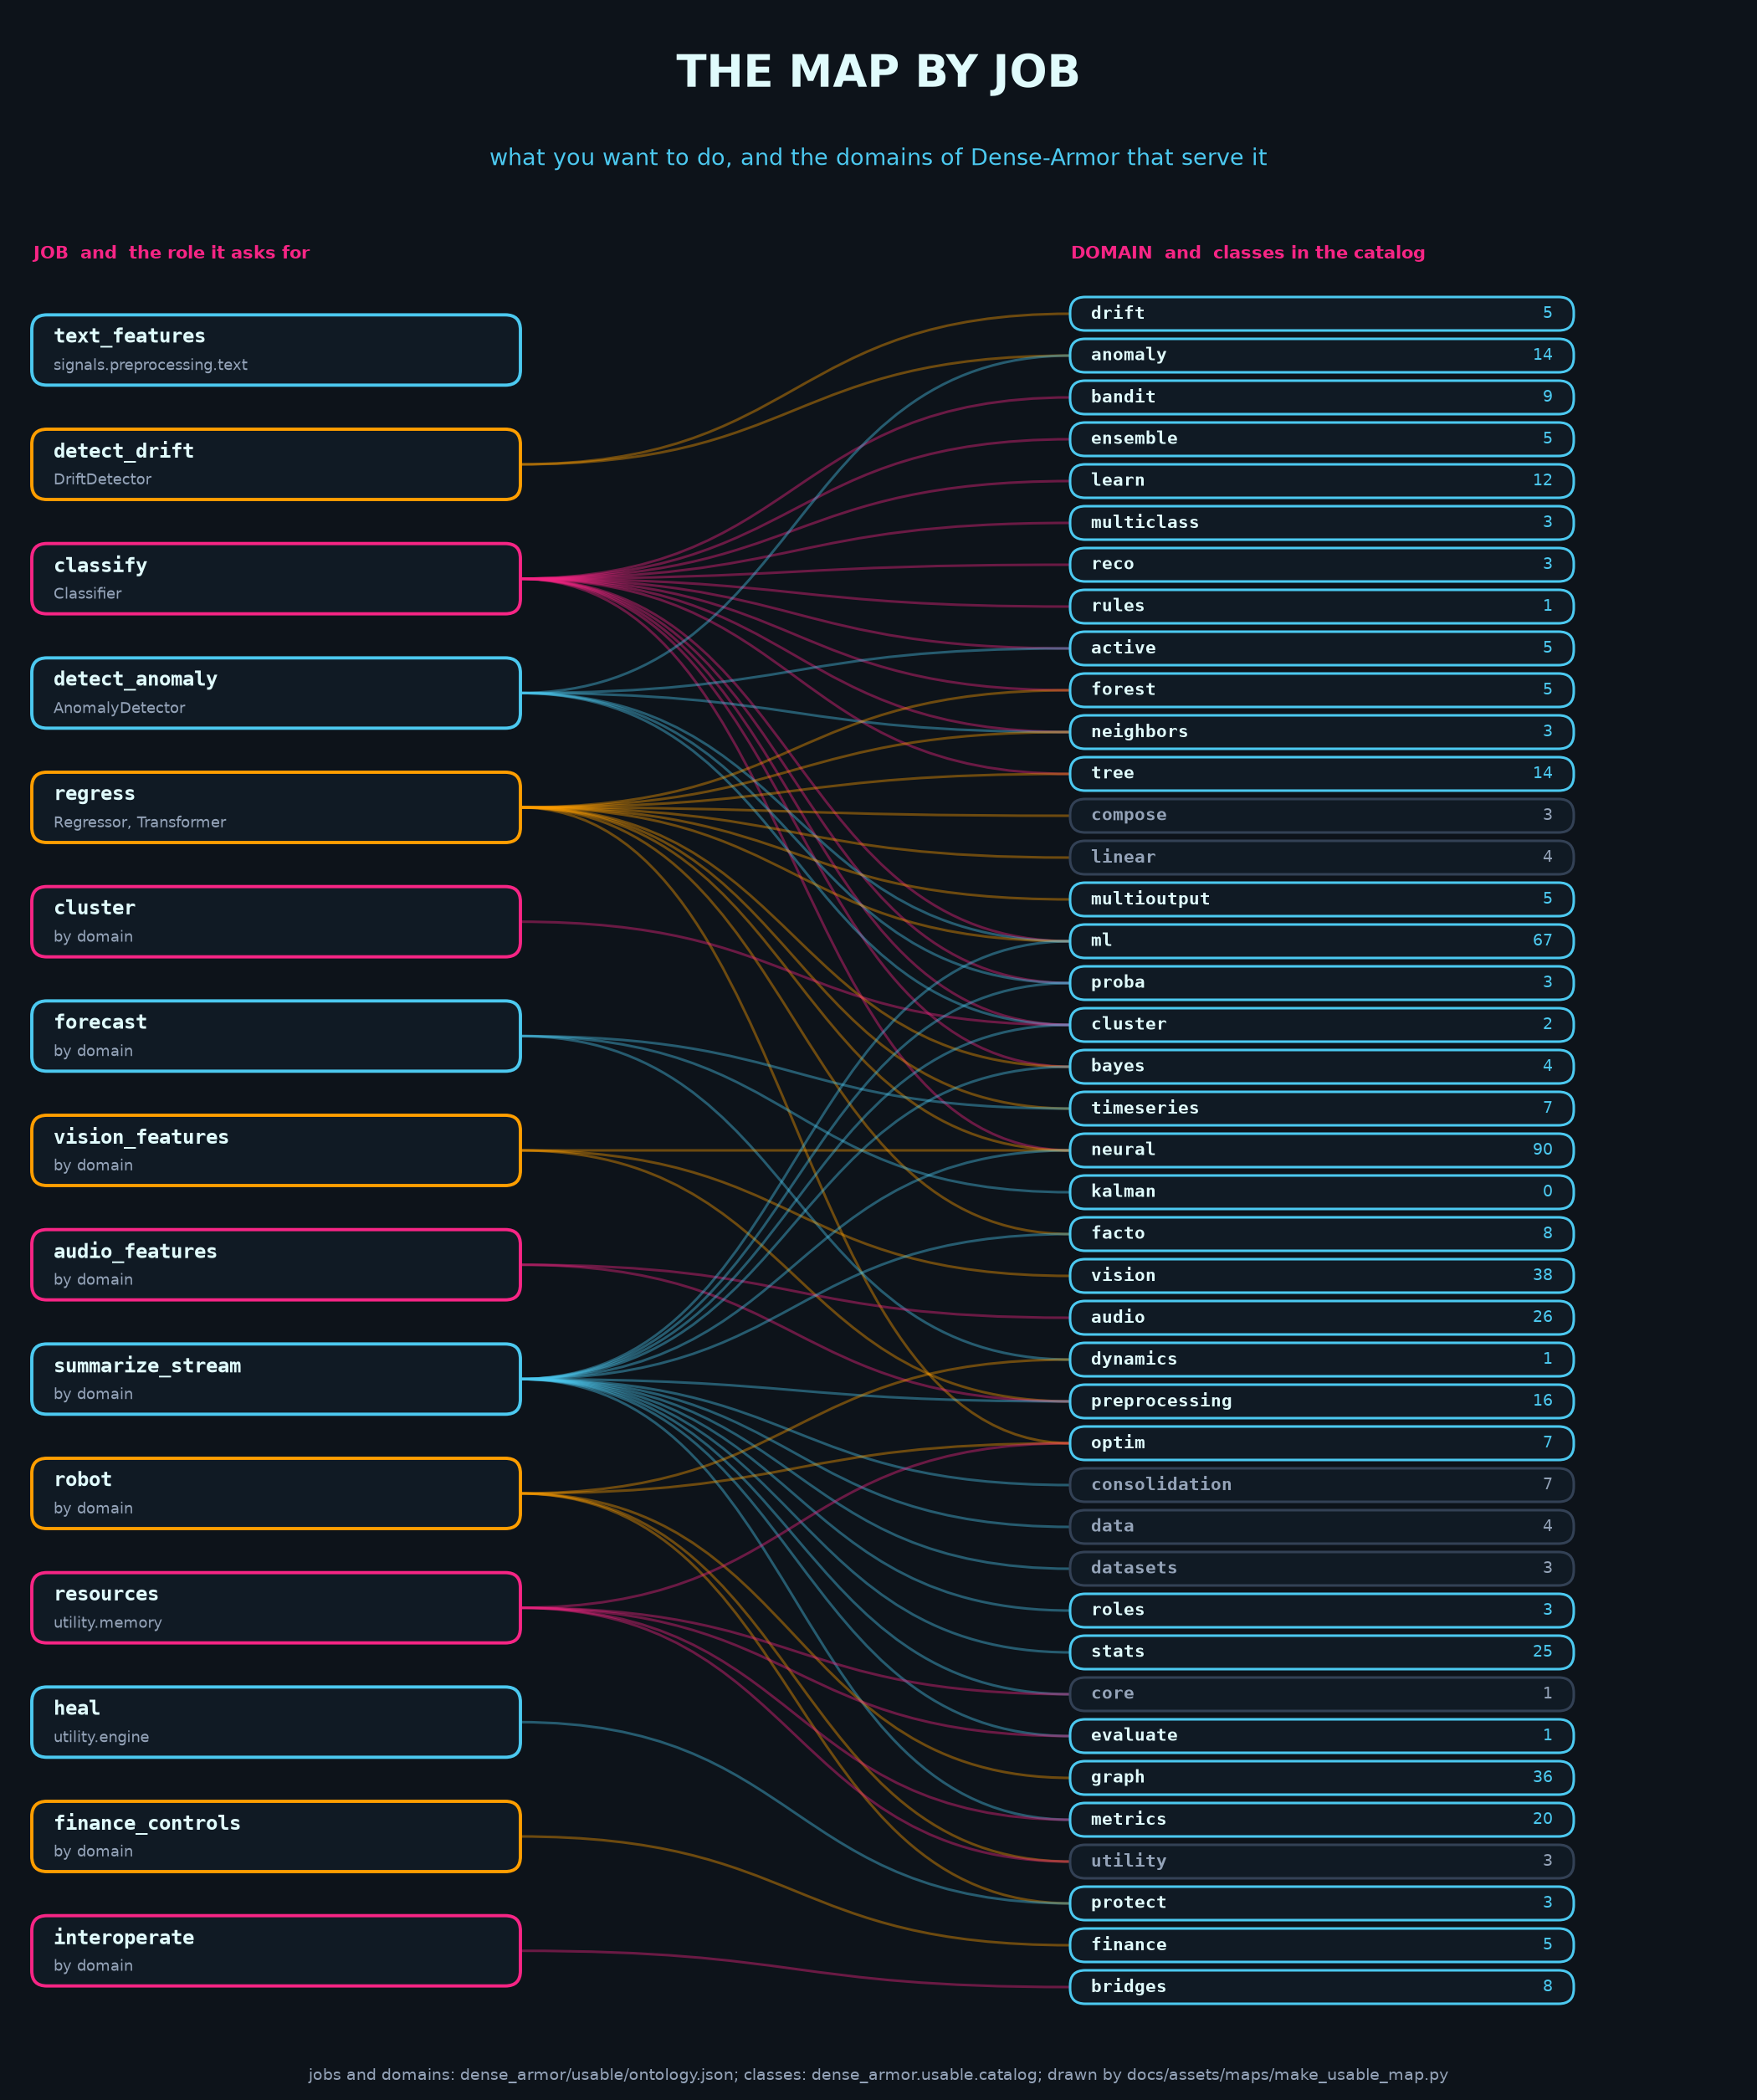 THE MAP BY JOB
what you want to do, and the domains of Dense-Armor that serve it
JOB and the role it asks for
text_features
signals.preprocessing.text
detect_drift
DriftDetector
classify
Classifier
detect_anomaly
AnomalyDetector
regress
Regressor, Transformer
cluster
by domain
forecast
by domain
vision_features
by domain
audio_features
by domain
summarize_stream
by domain
robot
by domain
resources
utility.memory
heal
utility.engine
finance_controls
by domain
interoperate
by domain
DOMAIN and classes in the catalog
drift 5
anomaly 14
bandit 9
ensemble 5
learn 12
multiclass 3
reco 3
rules 1
active 5
forest 5
neighbors 3
tree 14
compose 3
linear 4
multioutput 5
ml 67
proba 3
cluster 2
bayes 4
timeseries 7
neural 90
kalman 0
facto 8
vision 38
audio 26
dynamics 1
preprocessing 16
optim 7
consolidation 7
data 4
datasets 3
roles 3
stats 25
core 1
evaluate 1
graph 36
metrics 20
utility 3
protect 3
finance 5
bridges 8
jobs and domains: dense_armor/usable/ontology.json; classes: dense_armor.usable.catalog; drawn by docs/assets/maps/make_usable_map.py